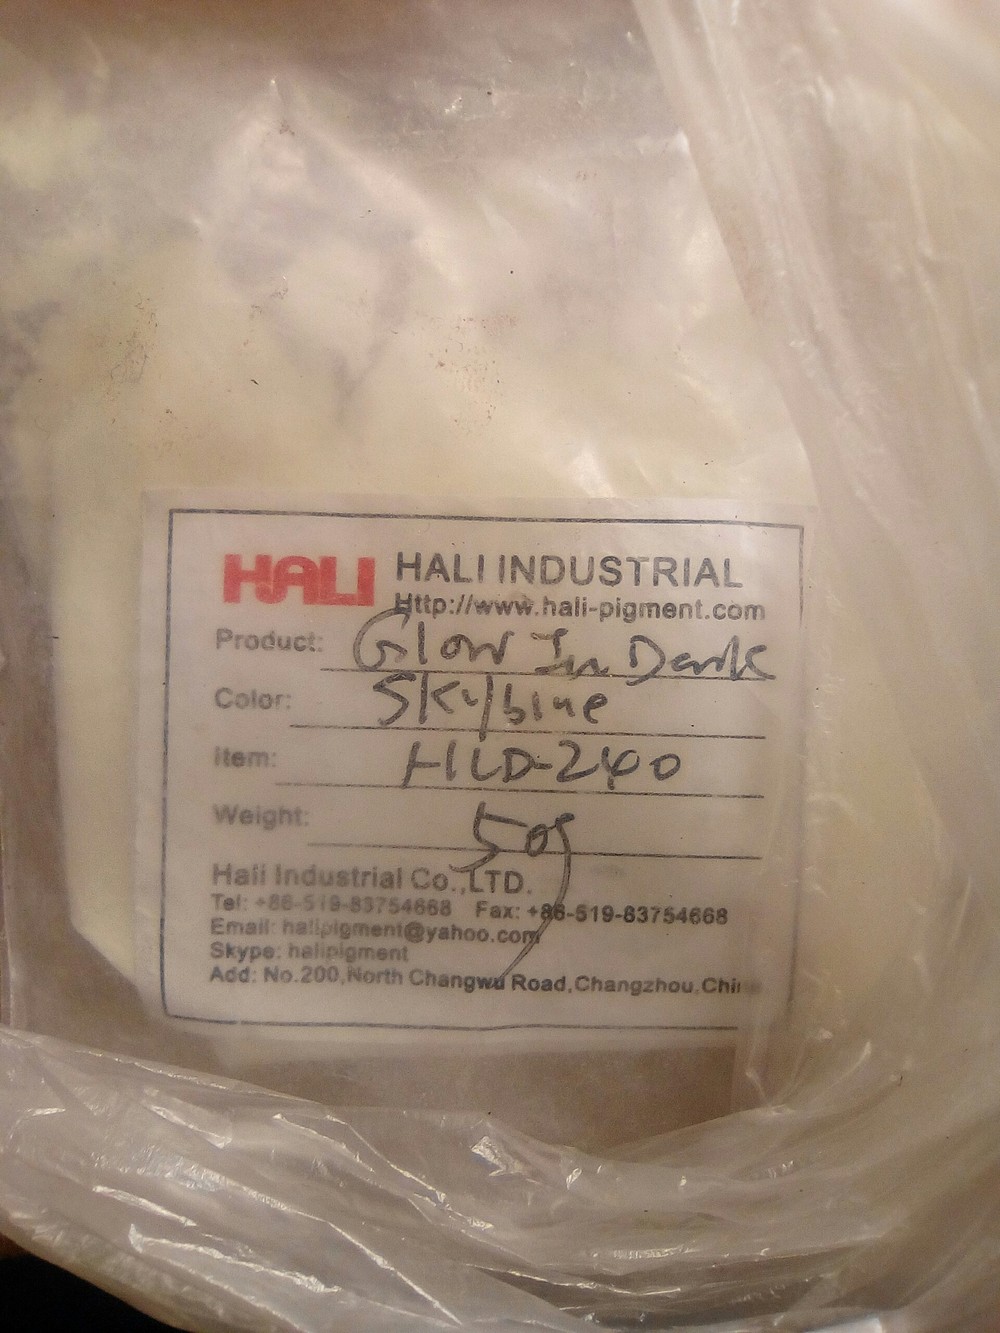 HALI HALI INDUSTRIAL
Http://www.hali-pigment.com
Product: Glow In Dark
Color: Skyblue
Item: HLD-240
Weight: 50g
Hali Industrial Co.,LTD.
Tel: +86-519-83754668 Fax: +86-519-83754668
Email: halipigment@yahoo.com
Skype: halipigment
Add: No.200,North Changwu Road,Changzhou,Chi